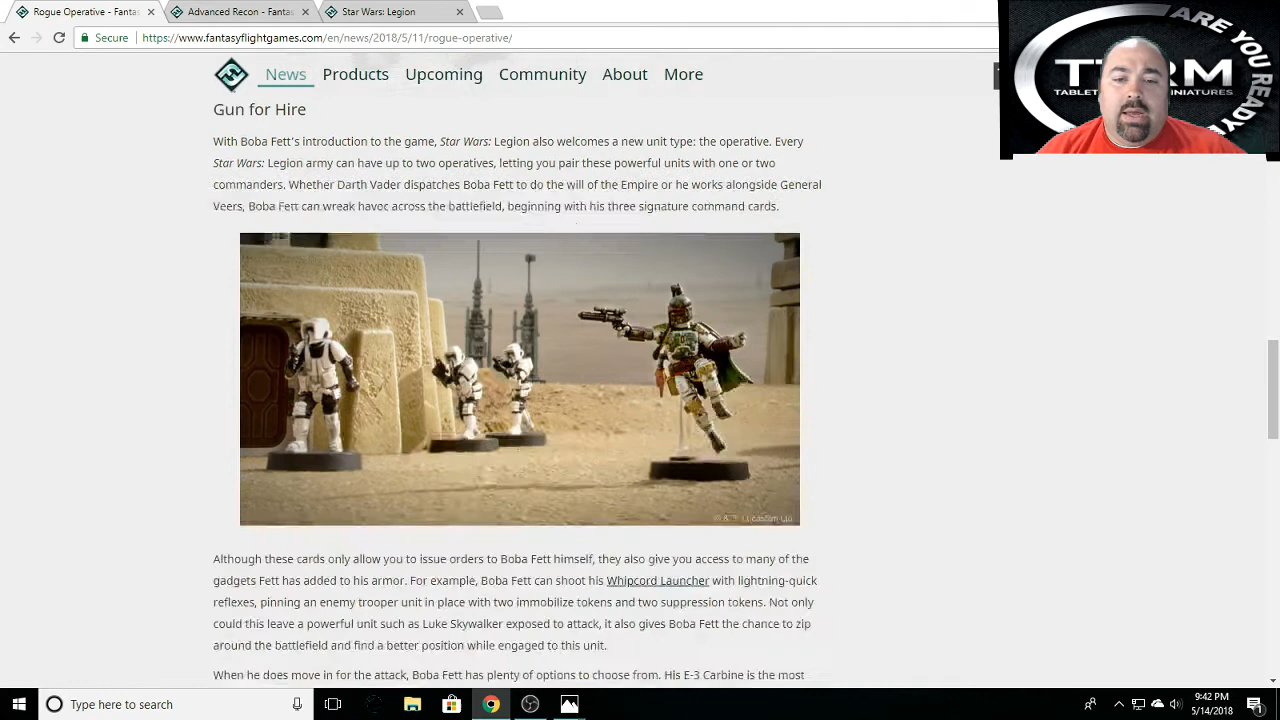 Rogue Operative - Fanta
Advanced Recon - Fantas
Star Wars: Legion
Secure
https://www.fantasyflightgames.com/en/news/2018/5/11/rogue-operative/
ARE YOU READY
News Products Upcoming Community About More
Gun for Hire
With Boba Fett's introduction to the game, Star Wars: Legion also welcomes a new unit type: the operative. Every
Star Wars: Legion army can have up to two operatives, letting you pair these powerful units with one or two
commanders. Whether Darth Vader dispatches Boba Fett to do the will of the Empire or he works alongside General
Veers, Boba Fett can wreak havoc across the battlefield, beginning with his three signature command cards.
Although these cards only allow you to issue orders to Boba Fett himself, they also give you access to many of the
gadgets Fett has added to his armor. For example, Boba Fett can shoot his Whipcord Launcher with lightning-quick
reflexes, pinning an enemy trooper unit in place with two immobilize tokens and two suppression tokens. Not only
could this leave a powerful unit such as Luke Skywalker exposed to attack, it also gives Boba Fett the chance to zip
around the battlefield and find a better position while engaged to this unit.
When he does move in for the attack, Boba Fett has plenty of options to choose from. His E-3 Carbine is the most
Type here to search
9:42 PM
5/14/2018